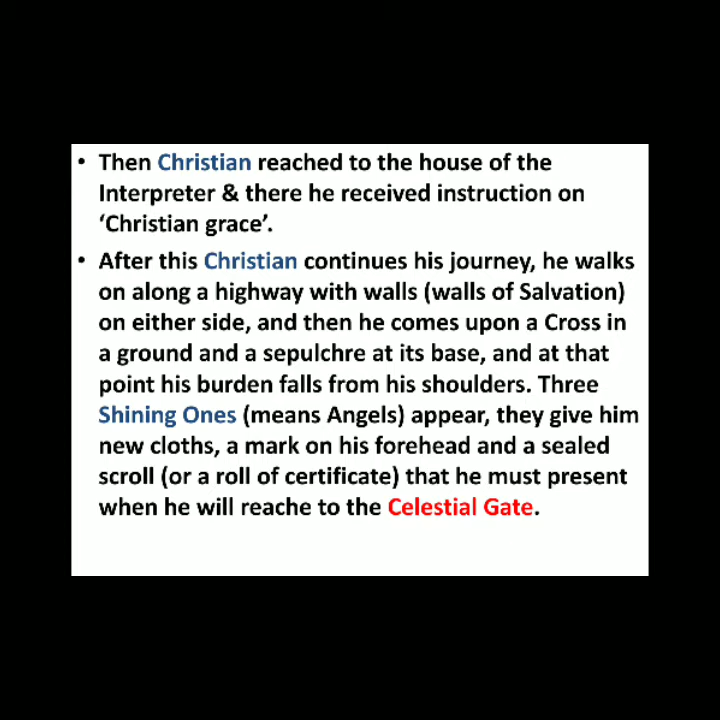 • Then Christian reached to the house of the
Interpreter & there he received instruction on
‘Christian grace’.
• After this Christian continues his journey, he walks
on along a highway with walls (walls of Salvation)
on either side, and then he comes upon a Cross in
a ground and a sepulchre at its base, and at that
point his burden falls from his shoulders. Three
Shining Ones (means Angels) appear, they give him
new cloths, a mark on his forehead and a sealed
scroll (or a roll of certificate) that he must present
when he will reache to the Celestial Gate.